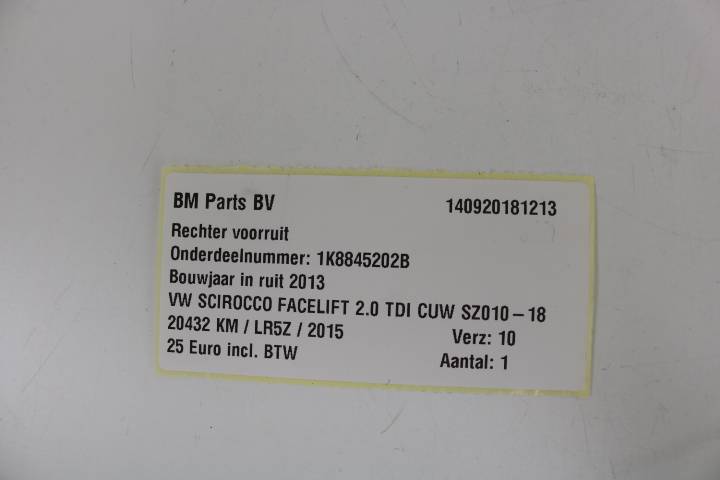 BM Parts BV 140920181213
Rechter voorruit
Onderdeelnummer: 1K8845202B
Bouwjaar in ruit 2013
VW SCIROCCO FACELIFT 2.0 TDI CUW SZ010-18
20432 KM / LR5Z / 2015 Verz: 10
25 Euro incl. BTW Aantal: 1